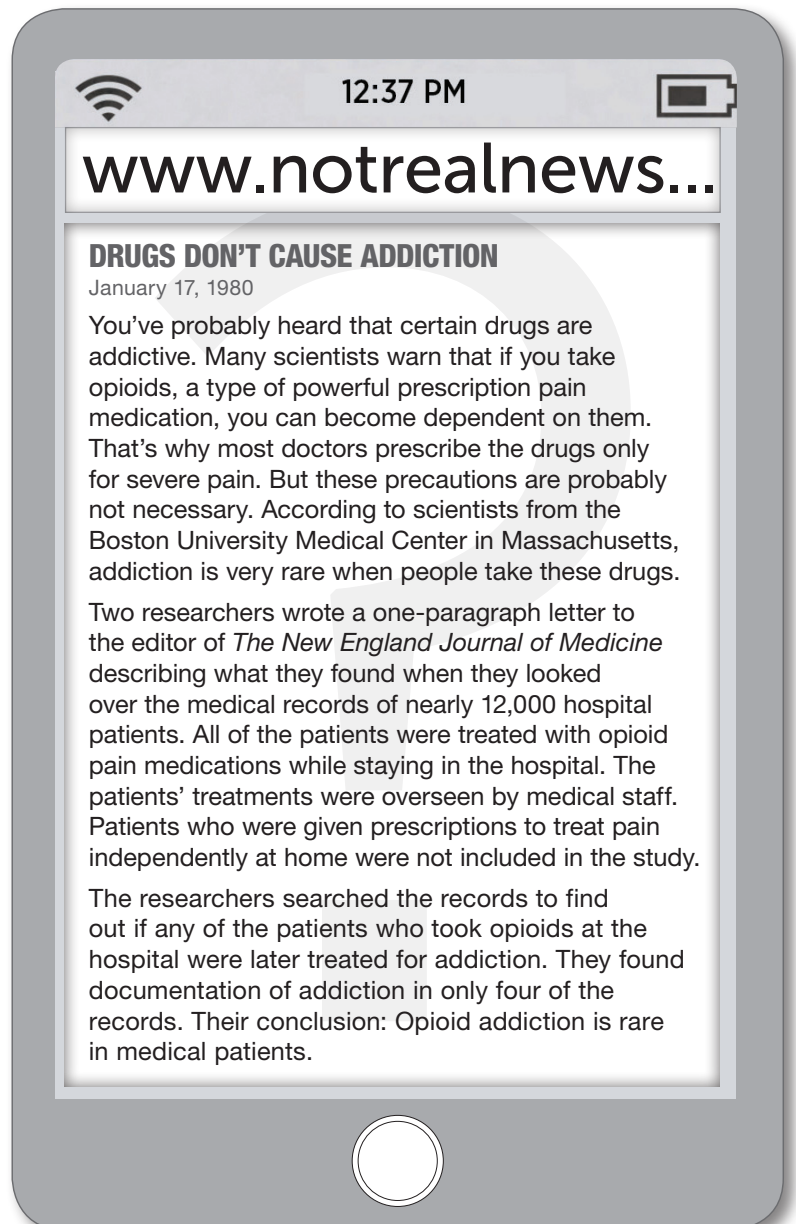 12:37 PM
www.notrealnews...
DRUGS DON'T CAUSE ADDICTION
January 17, 1980
You've probably heard that certain drugs are
addictive. Many scientists warn that if you take
opioids, a type of powerful prescription pain
medication, you can become dependent on them.
That's why most doctors prescribe the drugs only
for severe pain. But these precautions are probably
not necessary. According to scientists from the
Boston University Medical Center in Massachusetts,
addiction is very rare when people take these drugs.
Two researchers wrote a one-paragraph letter to
the editor of The New England Journal of Medicine
describing what they found when they looked
over the medical records of nearly 12,000 hospital
patients. All of the patients were treated with opioid
pain medications while staying in the hospital. The
patients' treatments were overseen by medical staff.
Patients who were given prescriptions to treat pain
independently at home were not included in the study.
The researchers searched the records to find
out if any of the patients who took opioids at the
hospital were later treated for addiction. They found
documentation of addiction in only four of the
records. Their conclusion: Opioid addiction is rare
in medical patients.